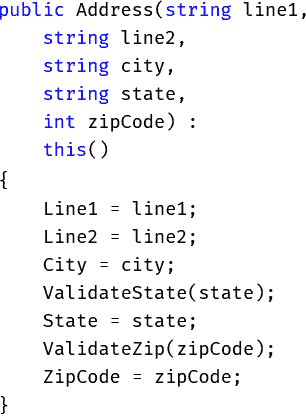 public Address(string line1,
    string line2,
    string city,
    string state,
    int zipCode) :
    this()
{
    Line1 = line1;
    Line2 = line2;
    City = city;
    ValidateState(state);
    State = state;
    ValidateZip(zipCode);
    ZipCode = zipCode;
}